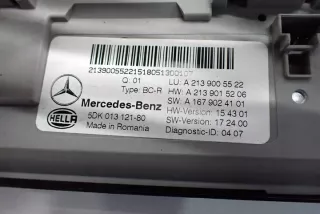 21390055221518051300107
Q: 01
LU: A 213 900 55 22
Type: BC-R
HW: A 213 901 52 06
SW: A 167 902 41 01
Mercedes-Benz
HW-Version: 15 43 01
HELLA
5DK 013 121-80
SW-Version: 17 24 00
Made in Romania
Diagnostic-ID: 04 07